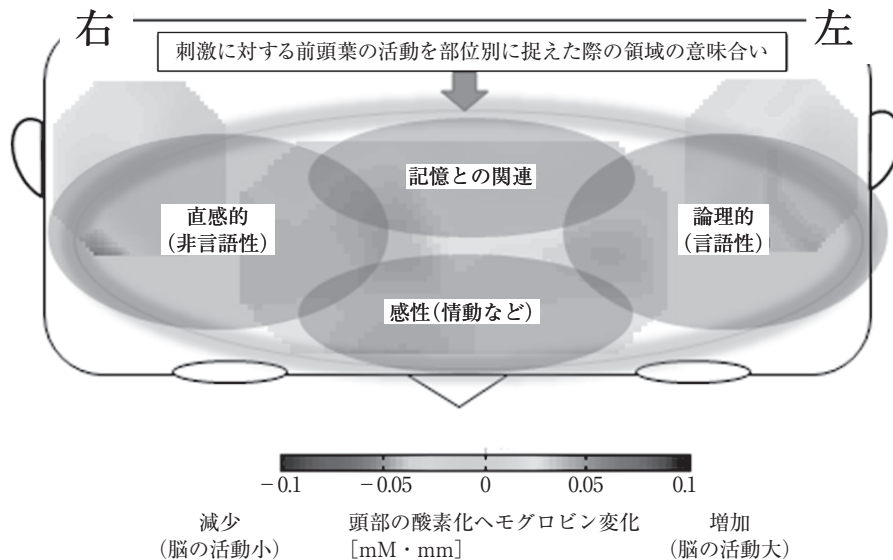 右
左
刺激に対する前頭葉の活動を部位別に捉えた際の領域の意味合い
記憶との関連
直感的
(非言語性)
論理的
(言語性)
感性(情動など)
−0.1
−0.05
0
0.05
0.1
減少
(脳の活動小)
頭部の酸素化ヘモグロビン変化
[mM・mm]
増加
(脳の活動大)